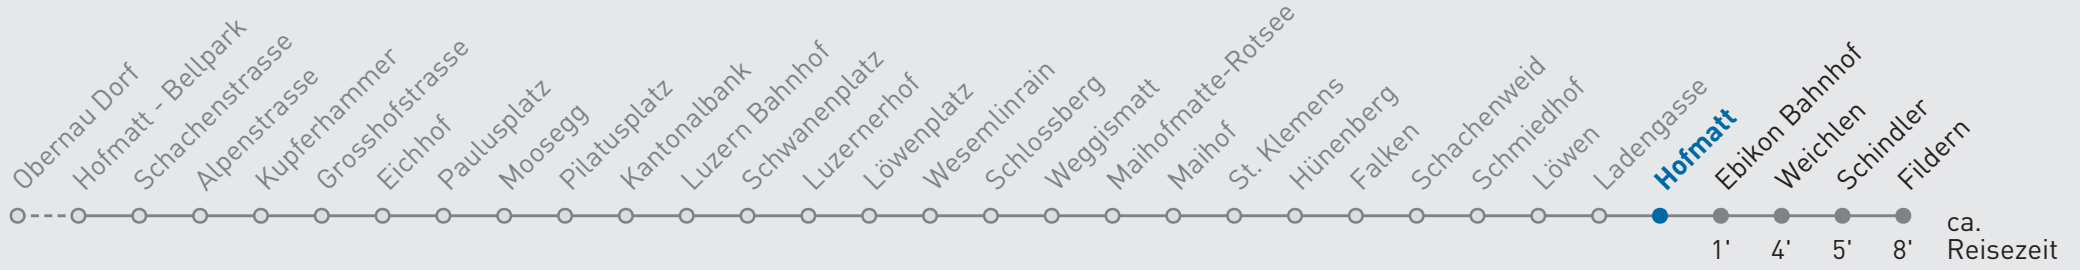 Obernau Dorf
Hofmatt - Bellpark
Schachenstrasse
Alpenstrasse
Kupferhammer
Grosshofstrasse
Eichhof
Paulusplatz
Moosegg
Pilatusplatz
Kantonalbank
Luzern Bahnhof
Schwanenplatz
Luzernerhof
Löwenplatz
Wesemlinrain
Schlossberg
Weggismatt
Maihofmatte-Rotsee
Maihof
St. Klemens
Hünenberg
Falken
Schachenweid
Schmiedhof
Löwen
Ladengasse
Hofmatt
Ebikon Bahnhof
Weichlen
Schindler
Fildern
ca.
1' 4' 5' 8' Reisezeit